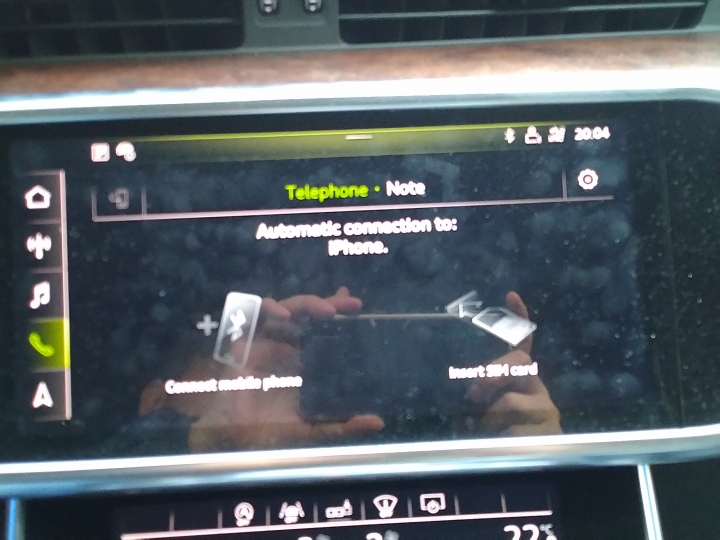 20:04
Telephone · Note
Automatic connection to:
iPhone.
Connect mobile phone
Insert SIM card
22°C